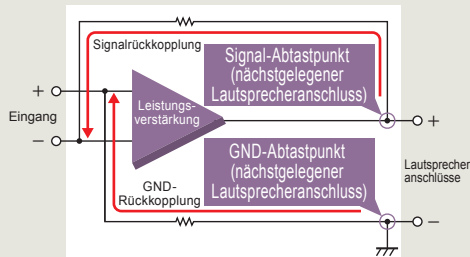 Signalrückkopplung
Signal-Abtastpunkt
(nächstgelegener
Lautsprecheranschluss)
+
Eingang
−
Leistungs-
verstärkung
+
GND-Abtastpunkt
(nächstgelegener
Lautsprecheranschluss)
Lautsprecher
anschlüsse
GND-
Rückkopplung
−